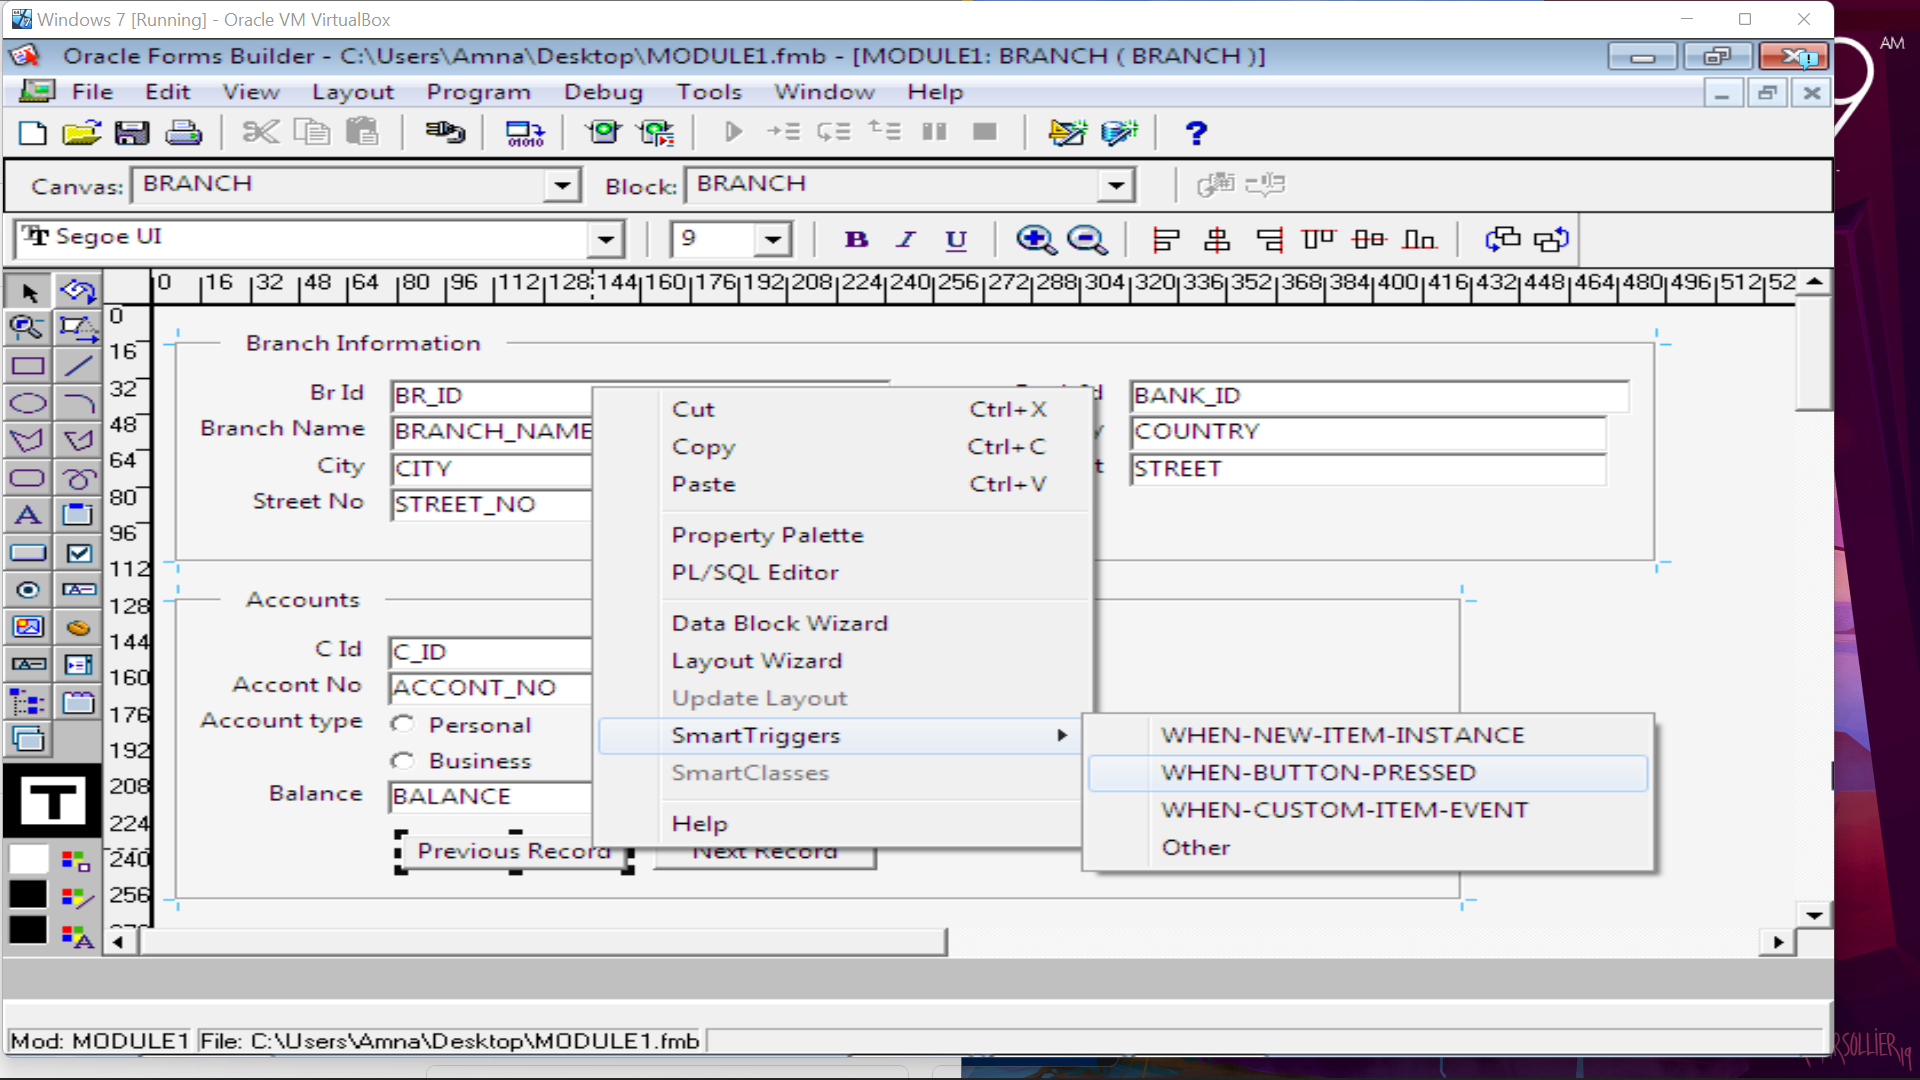 Windows 7 [Running] - Oracle VM VirtualBox
AM
Oracle Forms Builder - C:\Users\Amna\Desktop\MODULE1.fmb - [MODULE1: BRANCH ( BRANCH )]
File Edit View Layout Program Debug Tools Window Help
Canvas: BRANCH Block: BRANCH
Segoe UI 9 B I U
0 16 32 48 64 80 96 112 128 144 160 176 192 208 224 240 256 272 288 304 320 336 352 368 384 400 416 432 448 464 480 496 512 52
0
16
32
48
64
80
96
112
128
144
160
176
192
208
224
240
256
Branch Information
Br Id BR_ID BANK_ID
Branch Name BRANCH_NAME COUNTRY
City CITY STREET
Street No STREET_NO
Accounts
C Id C_ID
Accont No ACCONT_NO
Account type Personal
Business
Balance BALANCE
Previous Record Next Record
Cut Ctrl+X
Copy Ctrl+C
Paste Ctrl+V
Property Palette
PL/SQL Editor
Data Block Wizard
Layout Wizard
Update Layout
SmartTriggers
SmartClasses
Help
WHEN-NEW-ITEM-INSTANCE
WHEN-BUTTON-PRESSED
WHEN-CUSTOM-ITEM-EVENT
Other
Mod: MODULE1 File: C:\Users\Amna\Desktop\MODULE1.fmb